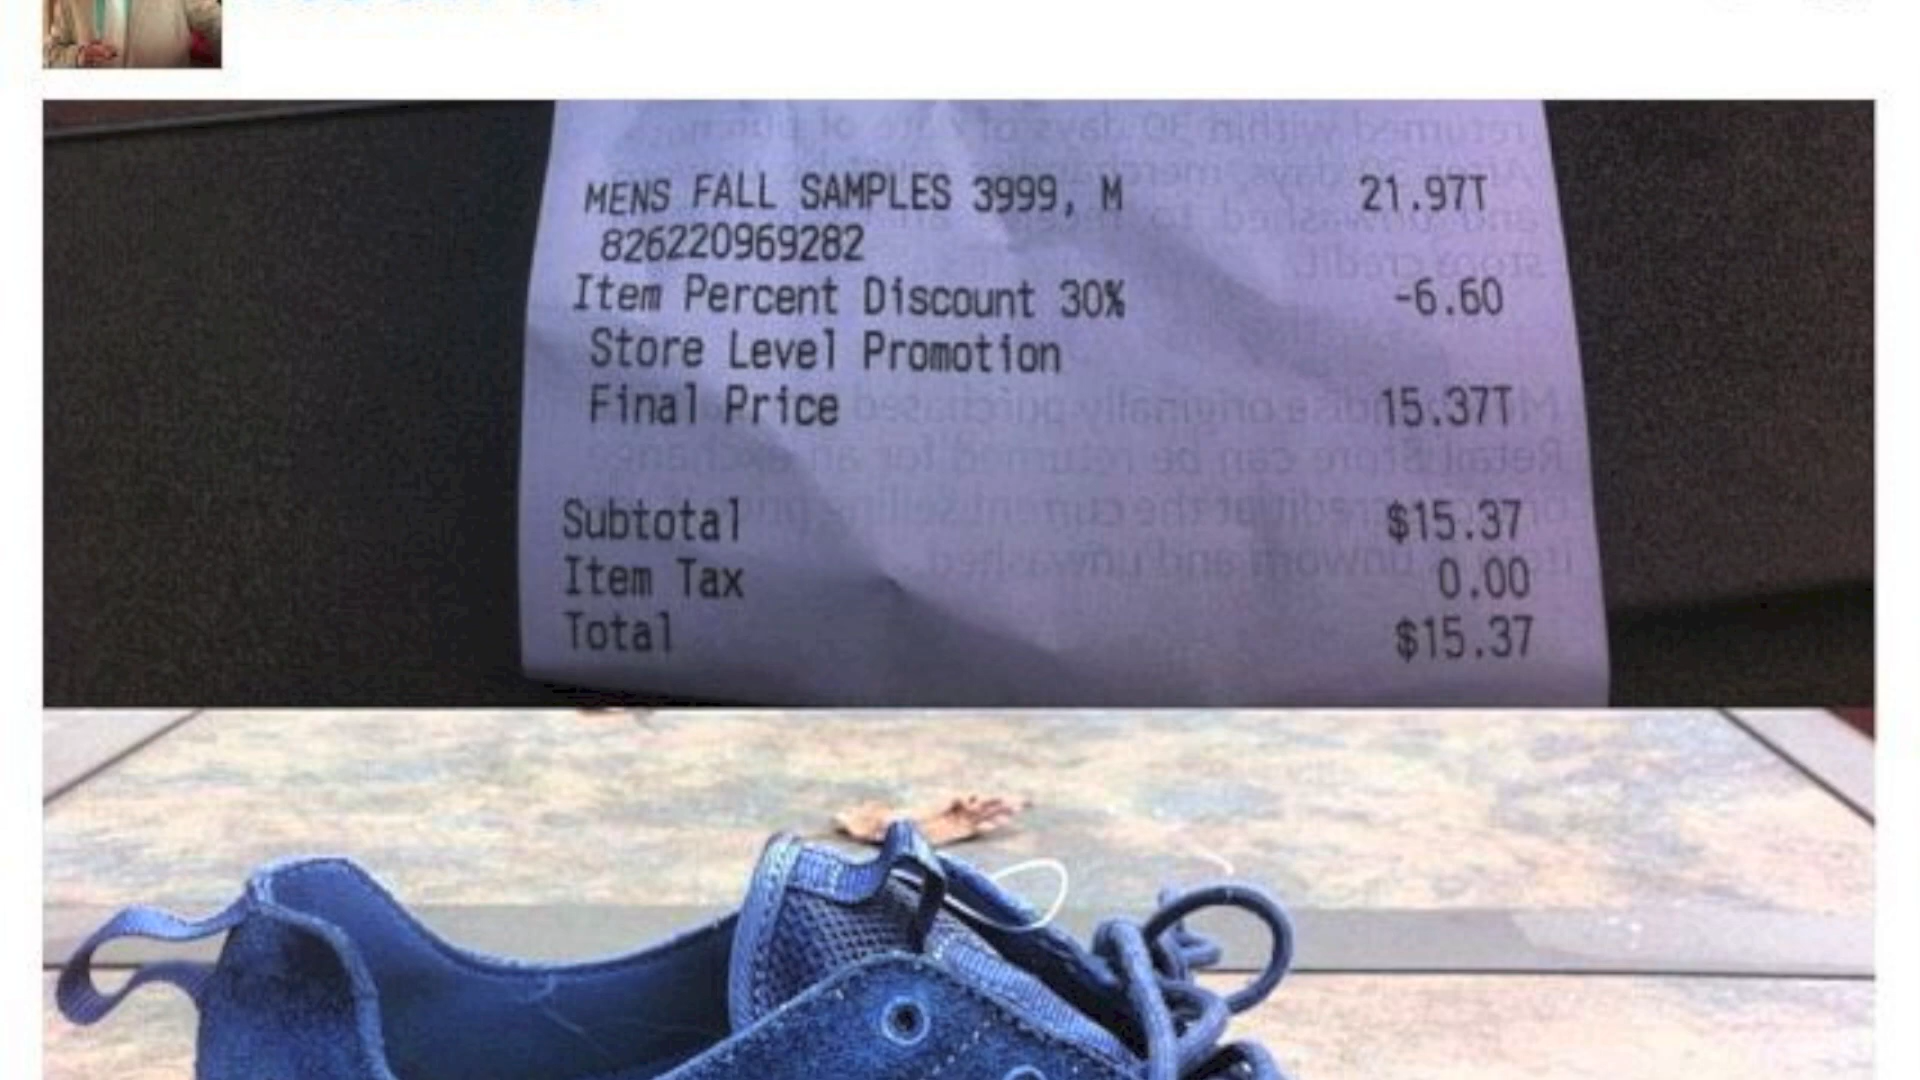 MENS FALL SAMPLES 3999, M 21.97T
826220969282
Item Percent Discount 30% -6.60
Store Level Promotion
Final Price 15.37T
Subtotal $15.37
Item Tax 0.00
Total $15.37